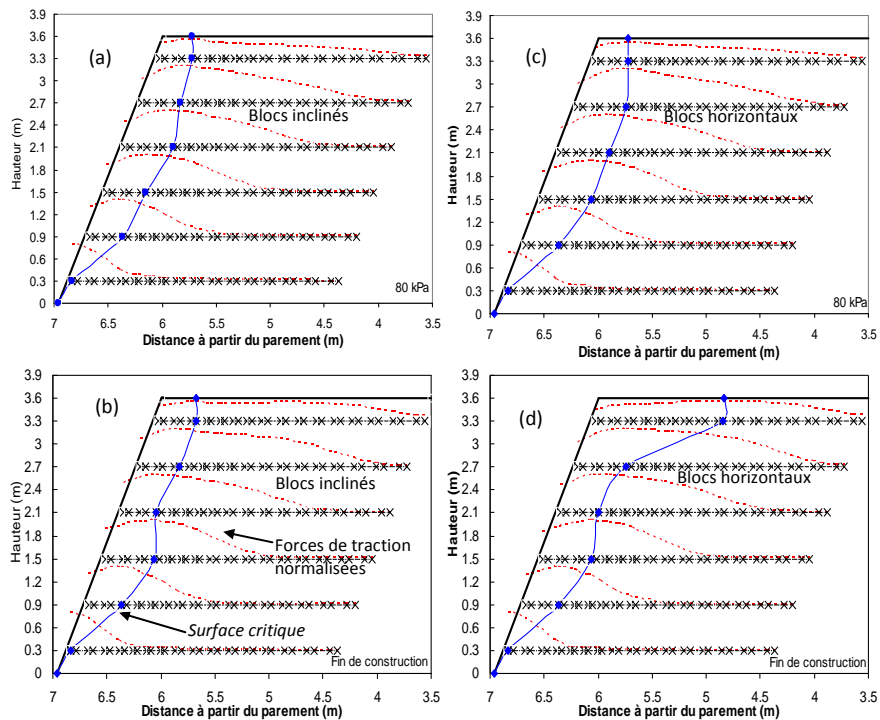 (a)
Blocs inclinés
80 kPa
Hauteur (m)
3.9
3.6
3.3
3
2.7
2.4
2.1
1.8
1.5
1.2
0.9
0.6
0.3
0
7 6.5 6 5.5 5 4.5 4 3.5
Distance à partir du parement (m)
(c)
Blocs horizontaux
80 kPa
Hauteur (m)
3.9
3.6
3.3
3
2.7
2.4
2.1
1.8
1.5
1.2
0.9
0.6
0.3
0
7 6.5 6 5.5 5 4.5 4 3.5
Distance à partir du parement (m)
(b)
Blocs inclinés
Forces de traction
normalisées
Surface critique
Fin de construction
Hauteur (m)
3.9
3.6
3.3
3
2.7
2.4
2.1
1.8
1.5
1.2
0.9
0.6
0.3
0
7 6.5 6 5.5 5 4.5 4 3.5
Distance à partir du parement (m)
(d)
Blocs horizontaux
Fin de construction
Hauteur (m)
3.9
3.6
3.3
3
2.7
2.4
2.1
1.8
1.5
1.2
0.9
0.6
0.3
0
7 6.5 6 5.5 5 4.5 4 3.5
Distance à partir du parement (m)